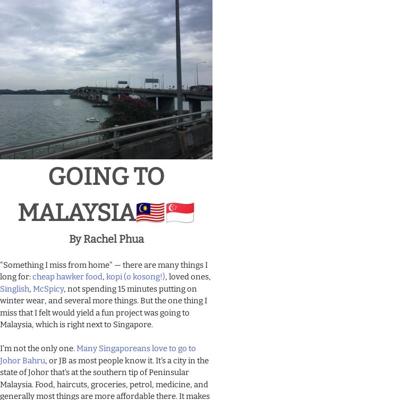 GOING TO
MALAYSIA🇲🇾🇸🇬
By Rachel Phua
"Something I miss from home" — there are many things I
long for: cheap hawker food, kopi (o kosong!), loved ones,
Singlish, McSpicy, not spending 15 minutes putting on
winter wear, and several more things. But the one thing I
miss that I felt would yield a fun project was going to
Malaysia, which is right next to Singapore.
I'm not the only one. Many Singaporeans love to go to
Johor Bahru, or JB as most people know it. It's a city in the
state of Johor that's at the southern tip of Peninsular
Malaysia. Food, haircuts, groceries, petrol, medicine, and
generally most things are more affordable there. It makes